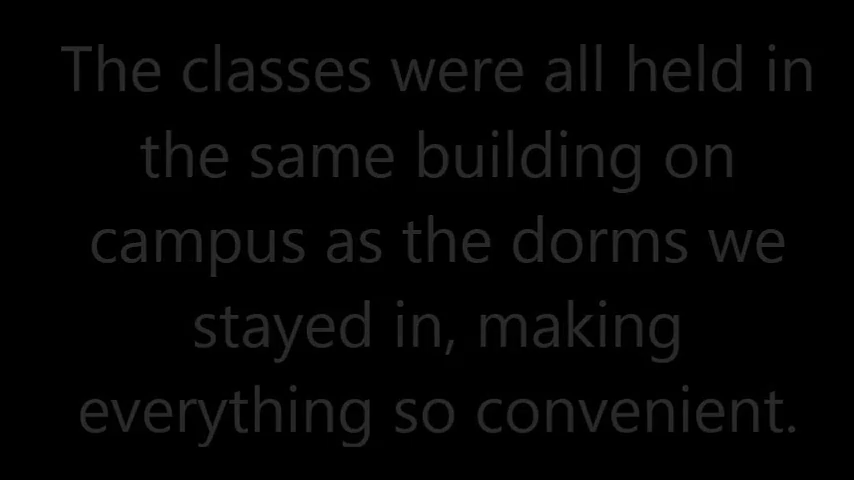 The classes were all held in
the same building on
campus as the dorms we
stayed in, making
everything so convenient.